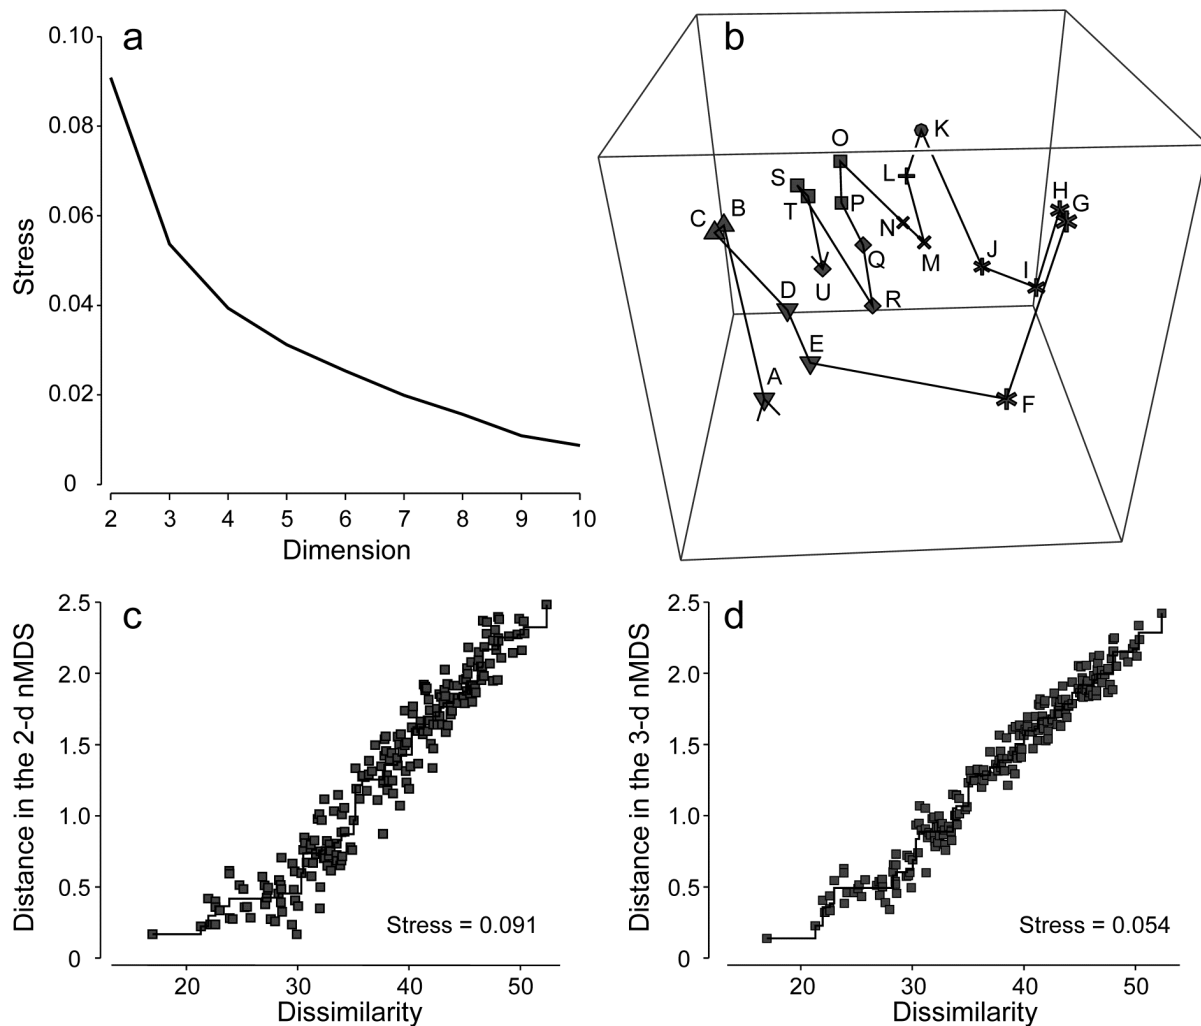 a
0.10
0.08
0.06
0.04
0.02
0
Stress
2 3 4 5 6 7 8 9 10
Dimension
b
K
O
L
S
P
H
B
T
G
C
N
J
M
Q
I
D
U
R
E
A
F
c
2.5
2.0
1.5
1.0
0.5
0
Distance in the 2-d nMDS
Stress = 0.091
20 30 40 50
Dissimilarity
d
2.5
2.0
1.5
1.0
0.5
0
Distance in the 3-d nMDS
Stress = 0.054
20 30 40 50
Dissimilarity